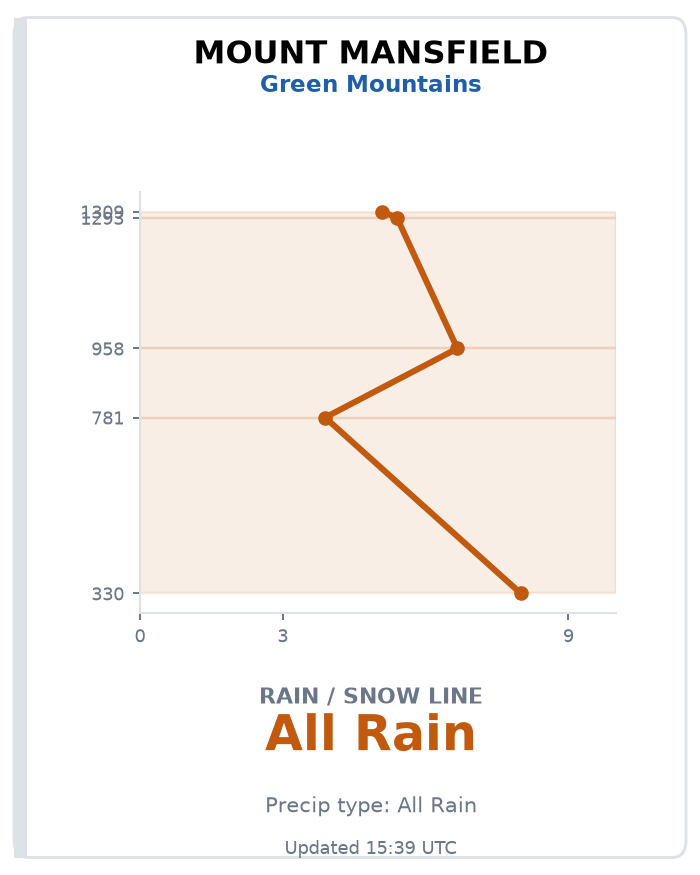 MOUNT MANSFIELD
Green Mountains
1309
1293
958
781
330
0 3 9
RAIN / SNOW LINE
All Rain
Precip type: All Rain
Updated 15:39 UTC